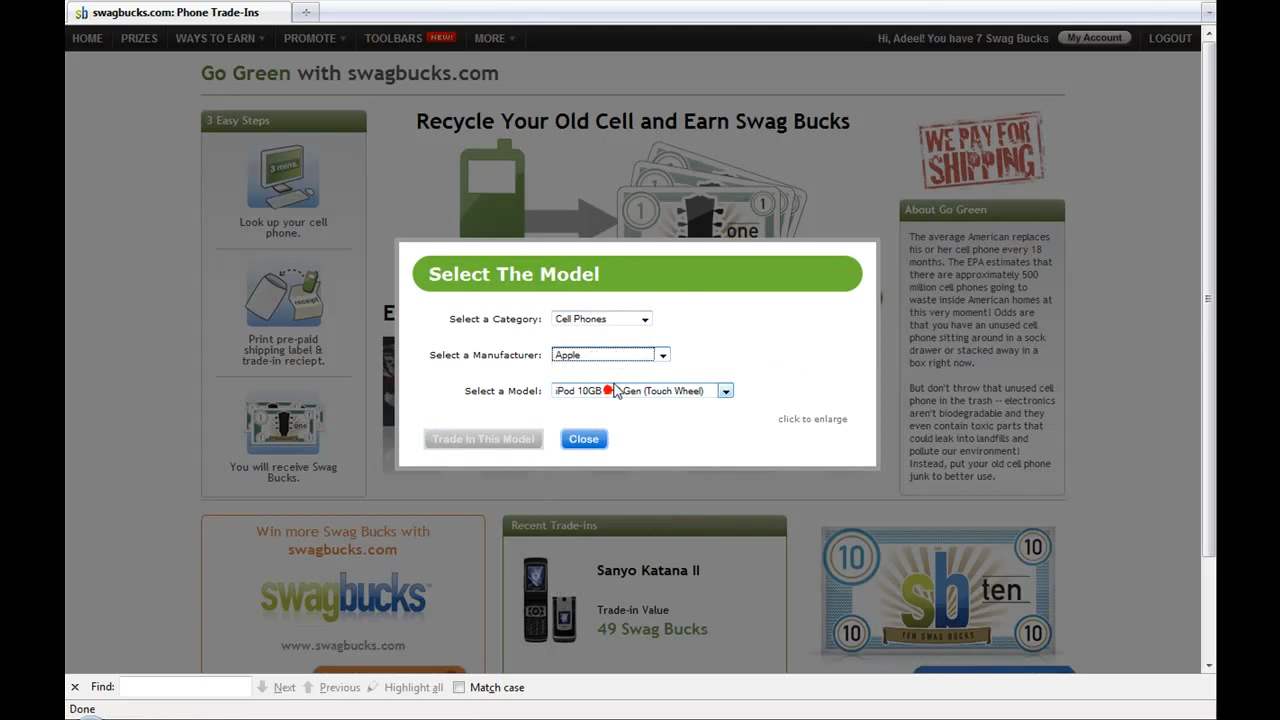 swagbucks.com: Phone Trade-Ins
HOME PRIZES WAYS TO EARN PROMOTE TOOLBARS NEW! MORE Hi, Adeel! You have 7 Swag Bucks My Account LOGOUT
Go Green with swagbucks.com
3 Easy Steps
3 mins.
Look up your cell
phone.
receipt
Print pre-paid
shipping label &
trade-in reciept.
You will receive Swag
Bucks.
Recycle Your Old Cell and Earn Swag Bucks
1
1
one
E
WE PAY FOR
SHIPPING
About Go Green
The average American replaces
his or her cell phone every 18
months. The EPA estimates that
there are approximately 500
million cell phones going to
waste inside American homes at
this very moment! Odds are
that you have an unused cell
phone sitting around in a sock
drawer or stacked away in a
box right now.
But don't throw that unused cell
phone in the trash -- electronics
aren't biodegradable and they
even contain toxic parts that
could leak into landfills and
pollute our environment!
Instead, put your old cell phone
junk to better use.
Select The Model
Select a Category: Cell Phones
Select a Manufacturer: Apple
Select a Model: iPod 10GB Gen (Touch Wheel)
click to enlarge
Trade In This Model Close
Win more Swag Bucks with
swagbucks.com
swagbucks
www.swagbucks.com
Recent Trade-ins
Sanyo Katana II
Trade-in Value
49 Swag Bucks
10 10
sb ten
10 TEN SWAG BUCKS 10
Find: Next Previous Highlight all Match case
Done